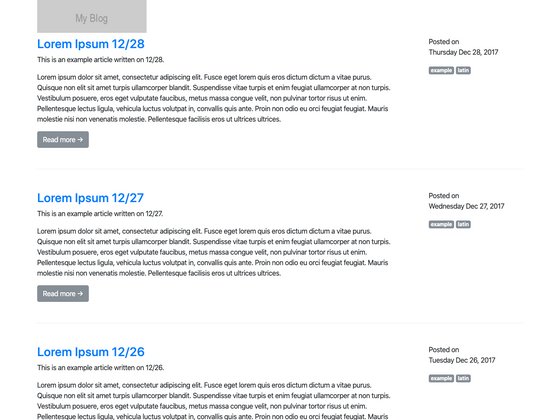 My Blog
Lorem Ipsum 12/28
Posted on
Thursday Dec 28, 2017
This is an example article written on 12/28.
example latin
Lorem ipsum dolor sit amet, consectetur adipiscing elit. Fusce eget lorem quis eros dictum dictum a vitae purus.
Quisque non elit sit amet turpis ullamcorper blandit. Suspendisse vitae turpis et enim feugiat ullamcorper at non turpis.
Vestibulum posuere, eros eget vulputate faucibus, metus massa congue velit, non pulvinar tortor risus ut enim.
Pellentesque lectus ligula, vehicula luctus volutpat in, convallis quis ante. Proin non odio eu orci feugiat feugiat. Mauris
molestie nisi non venenatis molestie. Pellentesque facilisis eros ut ultrices ultrices.
Read more →
Lorem Ipsum 12/27
Posted on
Wednesday Dec 27, 2017
This is an example article written on 12/27.
example latin
Lorem ipsum dolor sit amet, consectetur adipiscing elit. Fusce eget lorem quis eros dictum dictum a vitae purus.
Quisque non elit sit amet turpis ullamcorper blandit. Suspendisse vitae turpis et enim feugiat ullamcorper at non turpis.
Vestibulum posuere, eros eget vulputate faucibus, metus massa congue velit, non pulvinar tortor risus ut enim.
Pellentesque lectus ligula, vehicula luctus volutpat in, convallis quis ante. Proin non odio eu orci feugiat feugiat. Mauris
molestie nisi non venenatis molestie. Pellentesque facilisis eros ut ultrices ultrices.
Read more →
Lorem Ipsum 12/26
Posted on
Tuesday Dec 26, 2017
This is an example article written on 12/26.
example latin
Lorem ipsum dolor sit amet, consectetur adipiscing elit. Fusce eget lorem quis eros dictum dictum a vitae purus.
Quisque non elit sit amet turpis ullamcorper blandit. Suspendisse vitae turpis et enim feugiat ullamcorper at non turpis.
Vestibulum posuere, eros eget vulputate faucibus, metus massa congue velit, non pulvinar tortor risus ut enim.
Pellentesque lectus ligula, vehicula luctus volutpat in, convallis quis ante. Proin non odio eu orci feugiat feugiat. Mauris